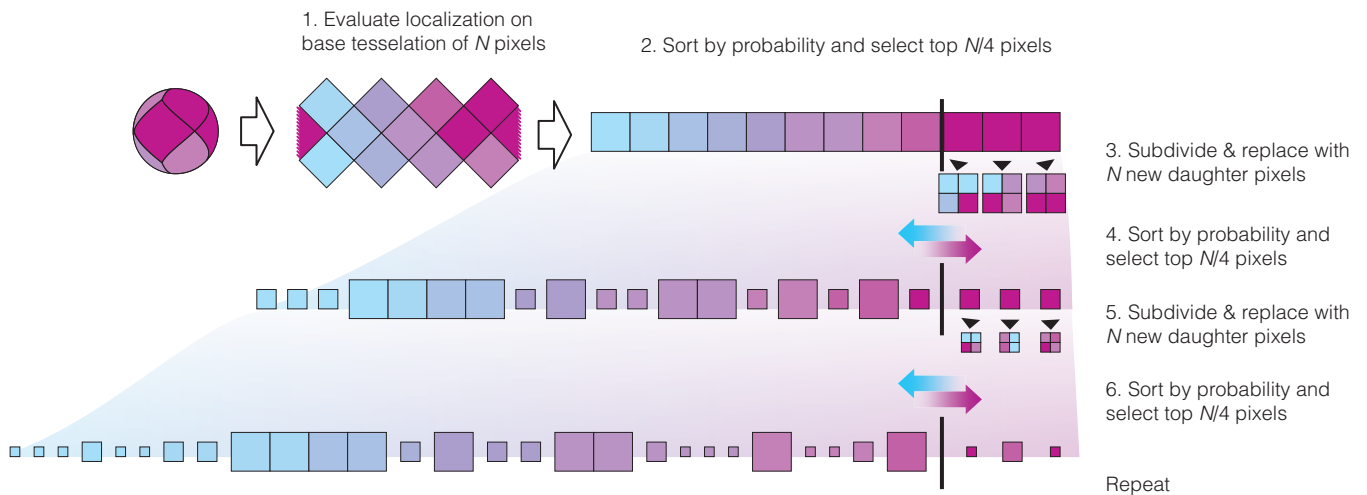 1. Evaluate localization on
base tesselation of N pixels
2. Sort by probability and select top N/4 pixels
3. Subdivide & replace with
N new daughter pixels
4. Sort by probability and
select top N/4 pixels
5. Subdivide & replace with
N new daughter pixels
6. Sort by probability and
select top N/4 pixels
Repeat